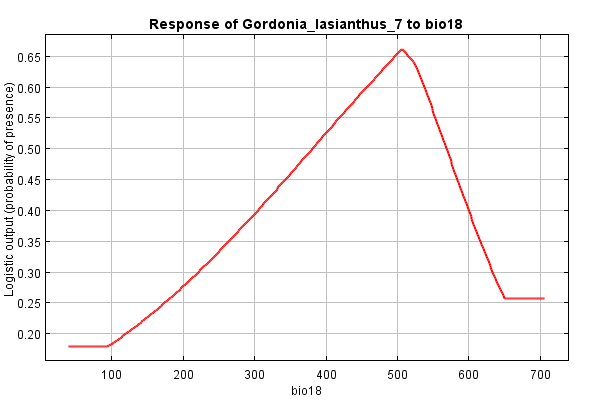 Response of Gordonia_lasianthus_7 to bio18
Logistic output (probability of presence)
0.65
0.60
0.55
0.50
0.45
0.40
0.35
0.30
0.25
0.20
100 200 300 400 500 600 700
bio18